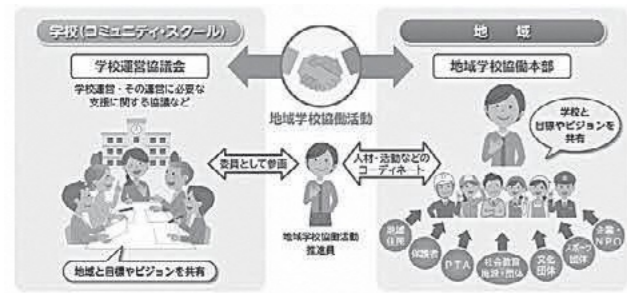 学校(コミュニティ・スクール)
学校運営協議会
学校運営・その運営に必要な
支援に関する協議など
地域と目標やビジョンを共有
地域学校協働活動
委員として参画
人材・活動などの
コーディネート
地域学校協働活動
推進員
地域
地域学校協働本部
学校と
目標やビジョンを
共有
地域
住民
保護者
PTA
社会教育
施設・団体
文化
団体
スポーツ
団体
企業・
NPO